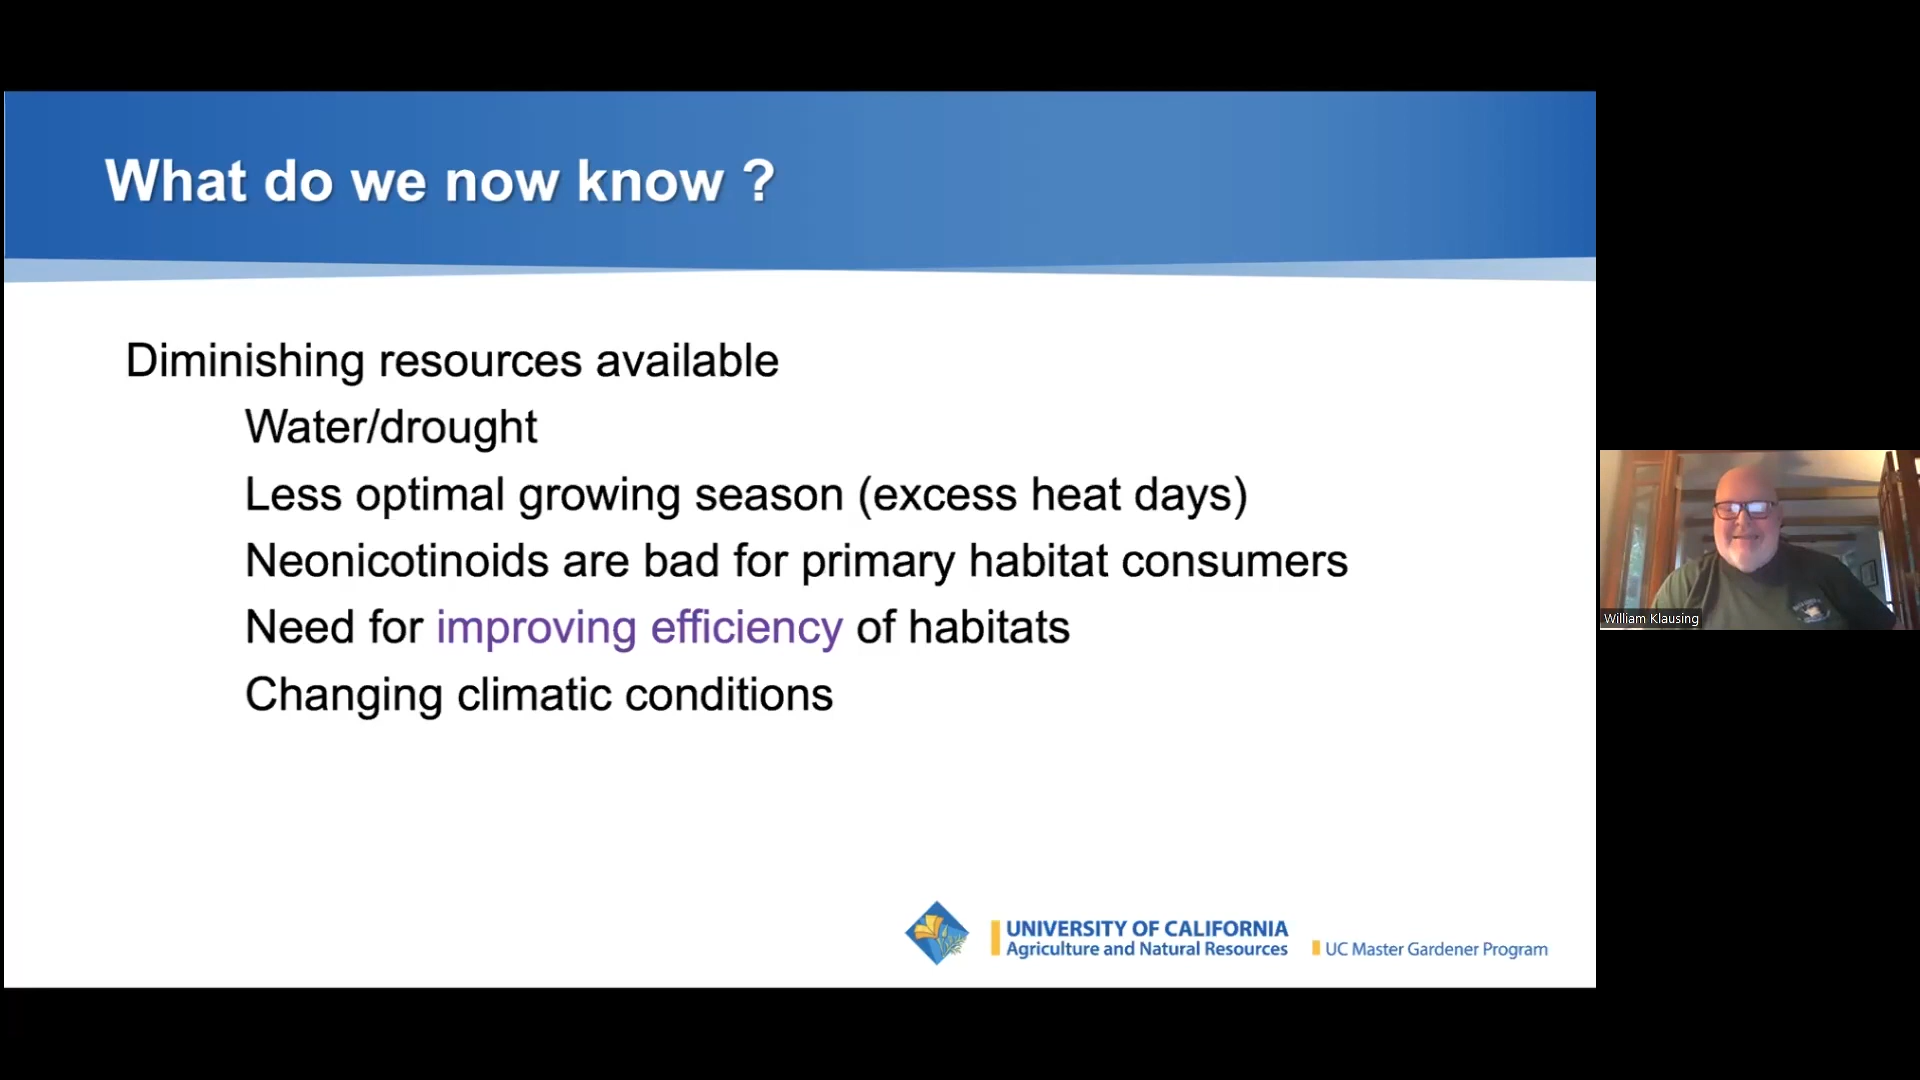 What do we now know ?
Diminishing resources available
Water/drought
Less optimal growing season (excess heat days)
Neonicotinoids are bad for primary habitat consumers
Need for improving efficiency of habitats
Changing climatic conditions
William Klausing
UNIVERSITY OF CALIFORNIA
Agriculture and Natural Resources
UC Master Gardener Program